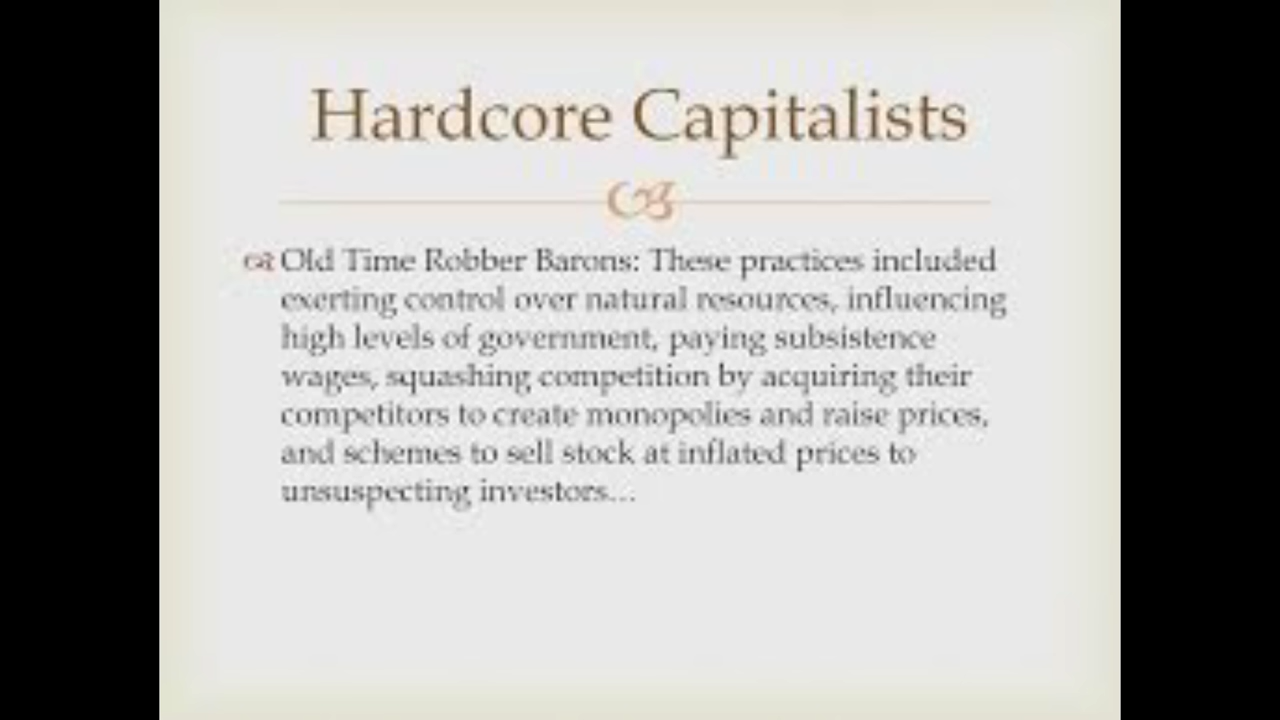 Hardcore Capitalists
Old Time Robber Barons: These practices included
exerting control over natural resources, influencing
high levels of government, paying subsistence
wages, squashing competition by acquiring their
competitors to create monopolies and raise prices,
and schemes to sell stock at inflated prices to
unsuspecting investors…